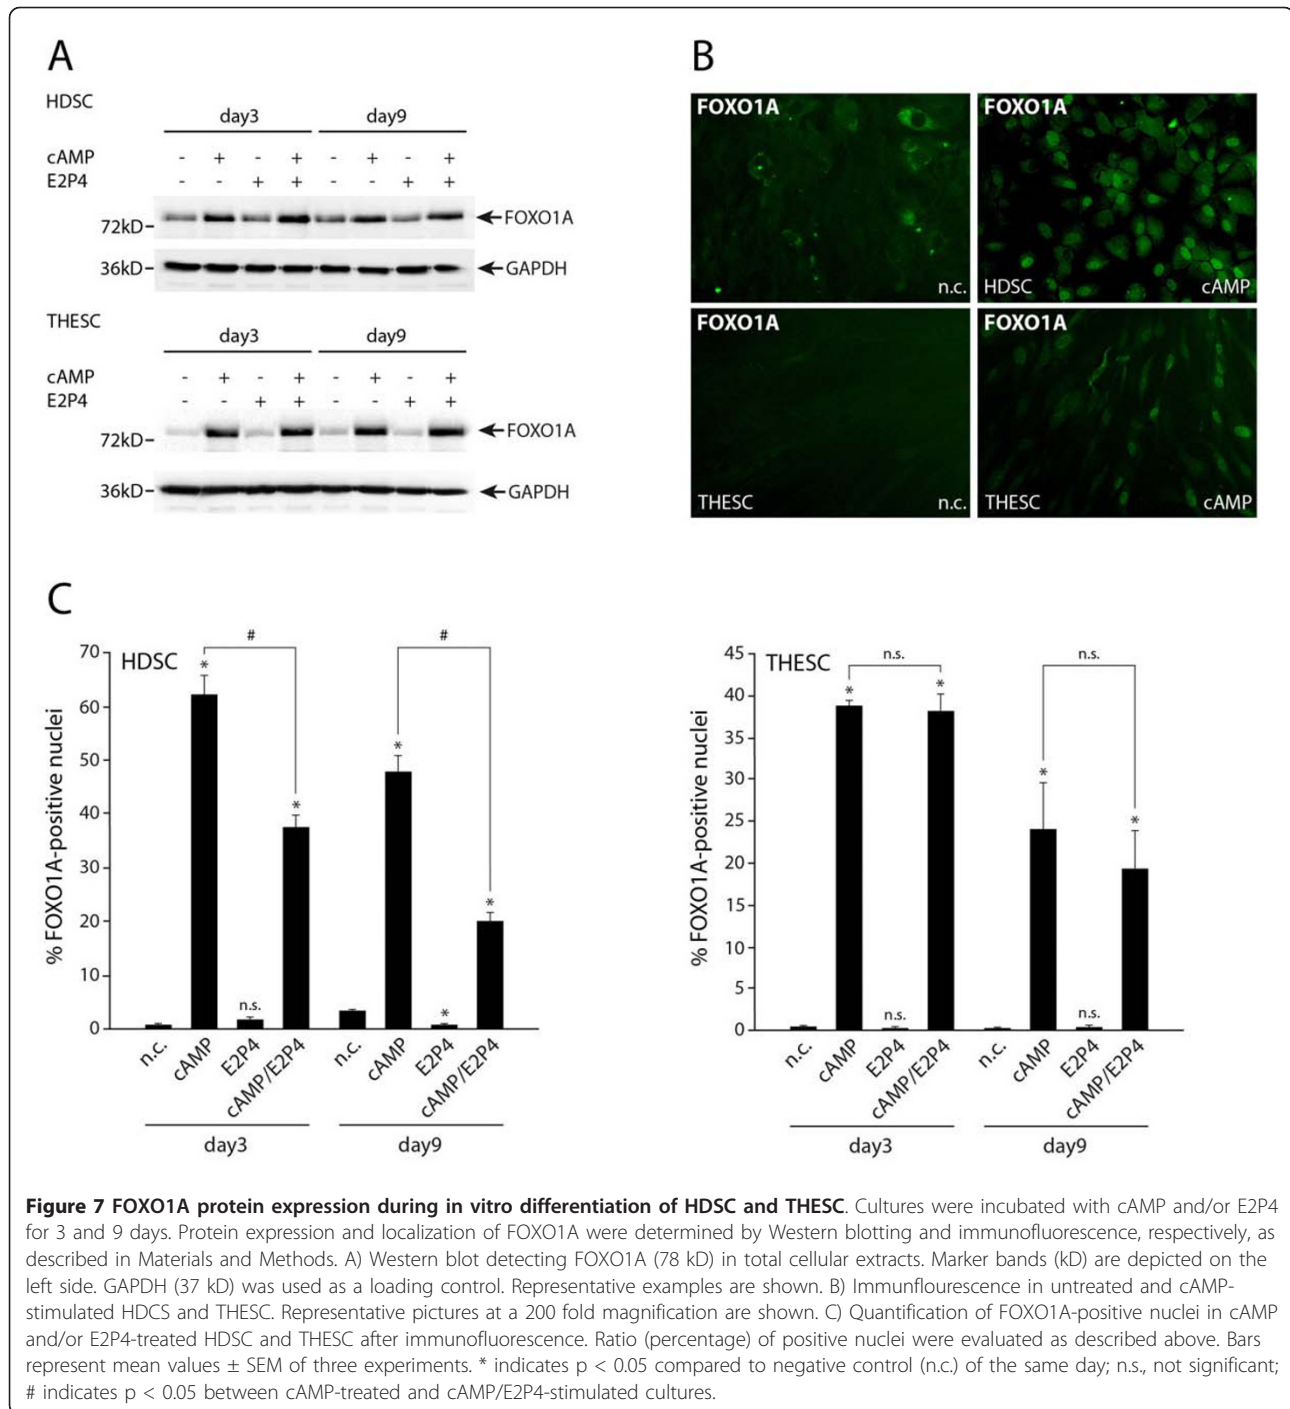 A
HDSC
day3 day9
cAMP - + - + - + - +
E2P4 - - + + - - + +
72kD FOXO1A
36kD GAPDH
THESC
day3 day9
cAMP - + - + - + - +
E2P4 - - + + - - + +
72kD FOXO1A
36kD GAPDH
B
FOXO1A
n.c.
FOXO1A
HDSC cAMP
FOXO1A
THESC n.c.
FOXO1A
THESC cAMP
C
HDSC
% FOXO1A-positive nuclei
70
60
50
40
30
20
10
0
# #
* * n.s. * * * *
n.c. cAMP E2P4 cAMP/E2P4 n.c. cAMP E2P4 cAMP/E2P4
day3 day9
THESC
% FOXO1A-positive nuclei
45
40
35
30
25
20
15
10
5
0
n.s. n.s.
* n.s. * * n.s. *
n.c. cAMP E2P4 cAMP/E2P4 n.c. cAMP E2P4 cAMP/E2P4
day3 day9
Figure 7 FOXO1A protein expression during in vitro differentiation of HDSC and THESC. Cultures were incubated with cAMP and/or E2P4
for 3 and 9 days. Protein expression and localization of FOXO1A were determined by Western blotting and immunofluorescence, respectively, as
described in Materials and Methods. A) Western blot detecting FOXO1A (78 kD) in total cellular extracts. Marker bands (kD) are depicted on the
left side. GAPDH (37 kD) was used as a loading control. Representative examples are shown. B) Immunflourescence in untreated and cAMP-
stimulated HDCS and THESC. Representative pictures at a 200 fold magnification are shown. C) Quantification of FOXO1A-positive nuclei in cAMP
and/or E2P4-treated HDSC and THESC after immunofluorescence. Ratio (percentage) of positive nuclei were evaluated as described above. Bars
represent mean values ± SEM of three experiments. * indicates p < 0.05 compared to negative control (n.c.) of the same day; n.s., not significant;
# indicates p < 0.05 between cAMP-treated and cAMP/E2P4-stimulated cultures.